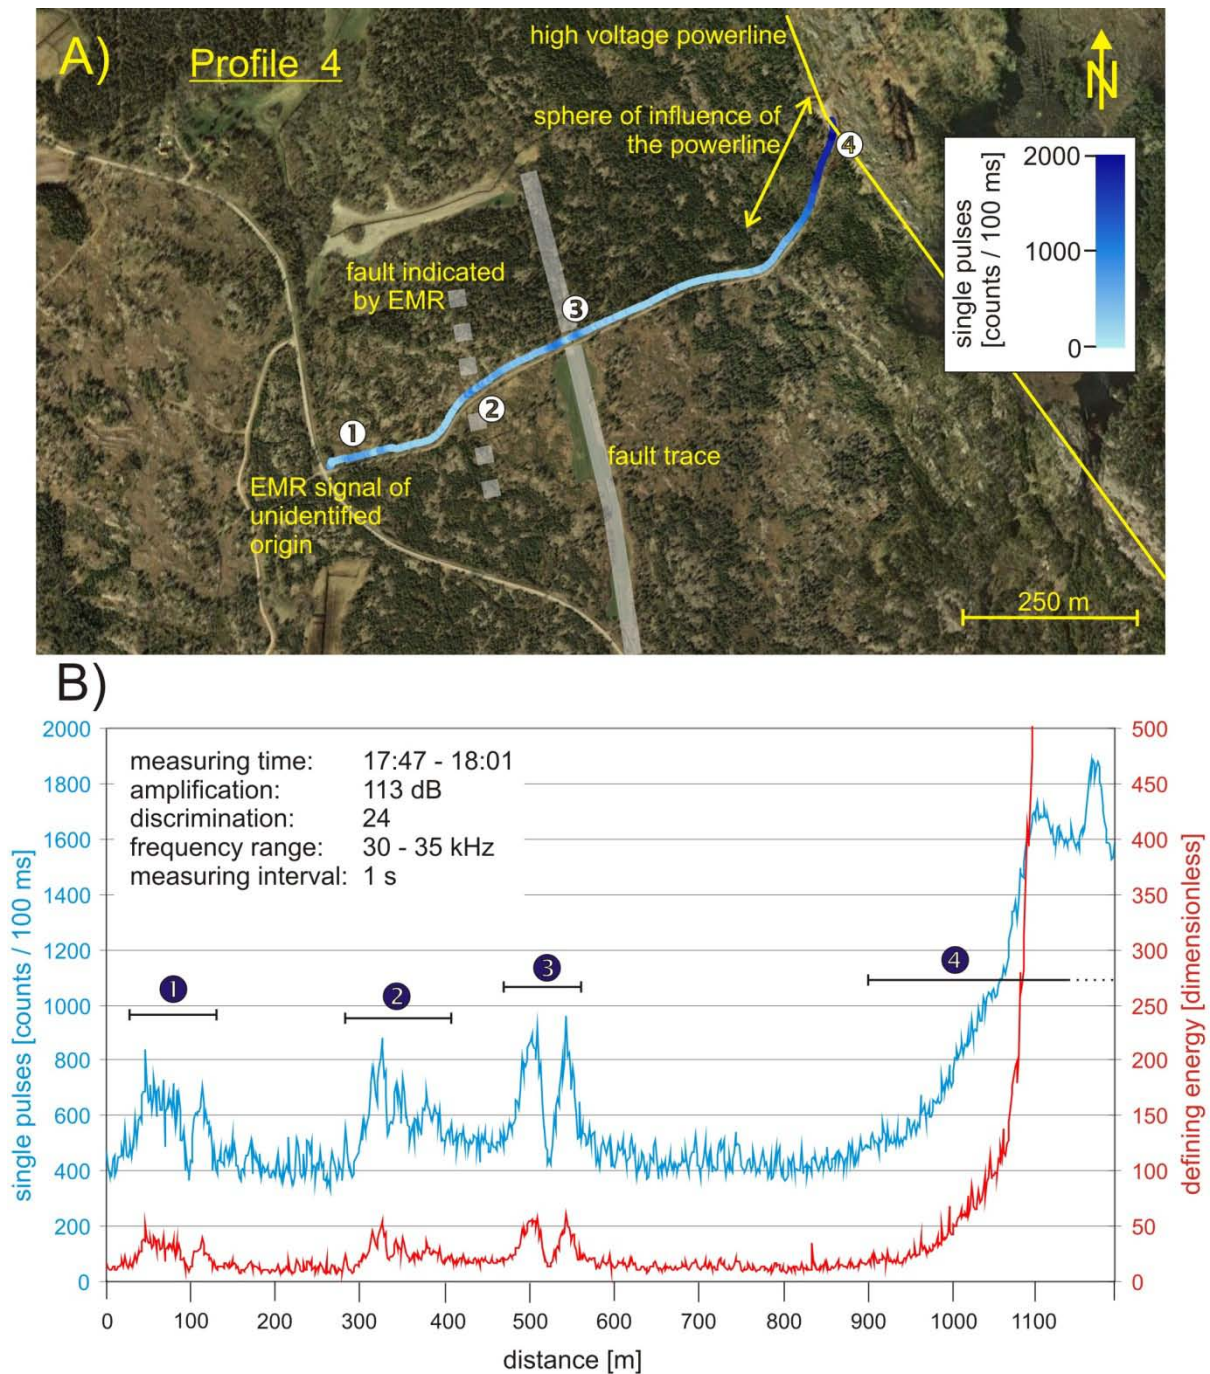 A)
Profile 4
high voltage powerline
N
sphere of influence of
the powerline
4
single pulses
[counts / 100 ms]
2000
1000
0
fault indicated
by EMR
3
2
1
fault trace
EMR signal of
unidentified
origin
250 m
B)
measuring time: 17:47 - 18:01
amplification: 113 dB
discrimination: 24
frequency range: 30 - 35 kHz
measuring interval: 1 s
single pulses [counts / 100 ms]
2000
1800
1600
1400
1200
1000
800
600
400
200
0
1
2
3
4
500
450
400
350
300
250
200
150
100
50
0
defining energy [dimensionless]
0 100 200 300 400 500 600 700 800 900 1000 1100
distance [m]